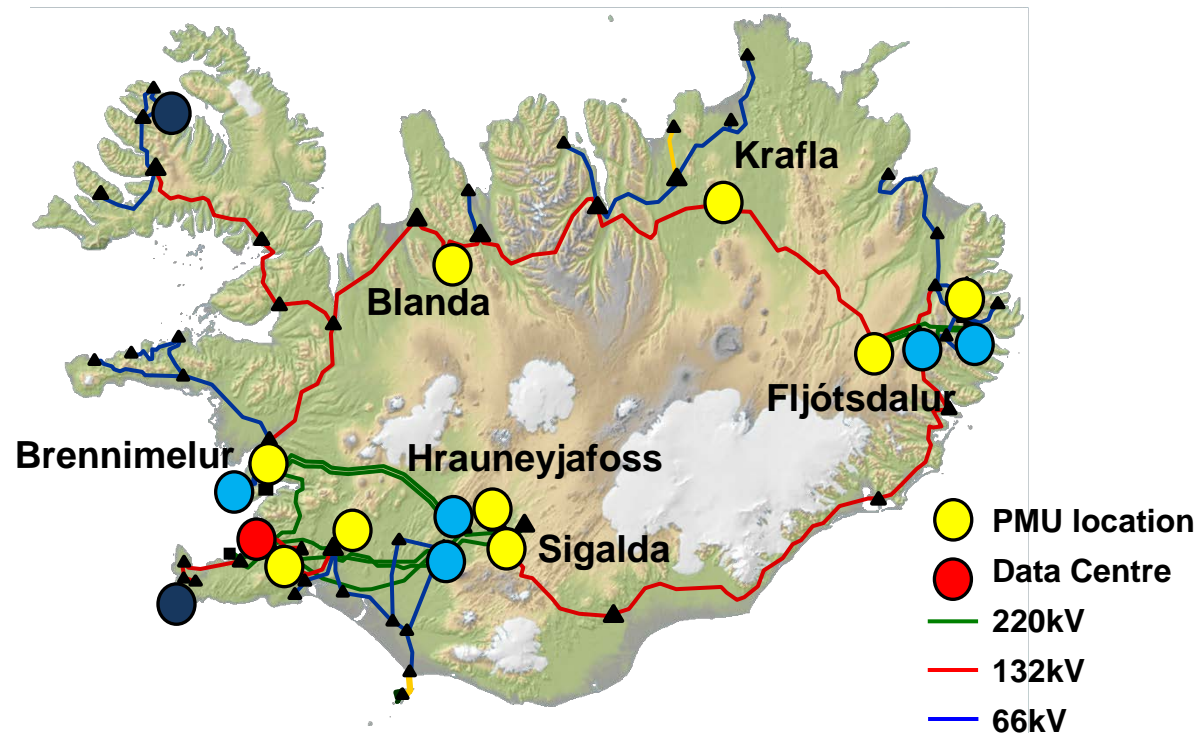 Krafla
Blanda
Fljótsdalur
Brennimelur
Hrauneyjafoss
Sigalda
PMU location
Data Centre
220kV
132kV
66kV